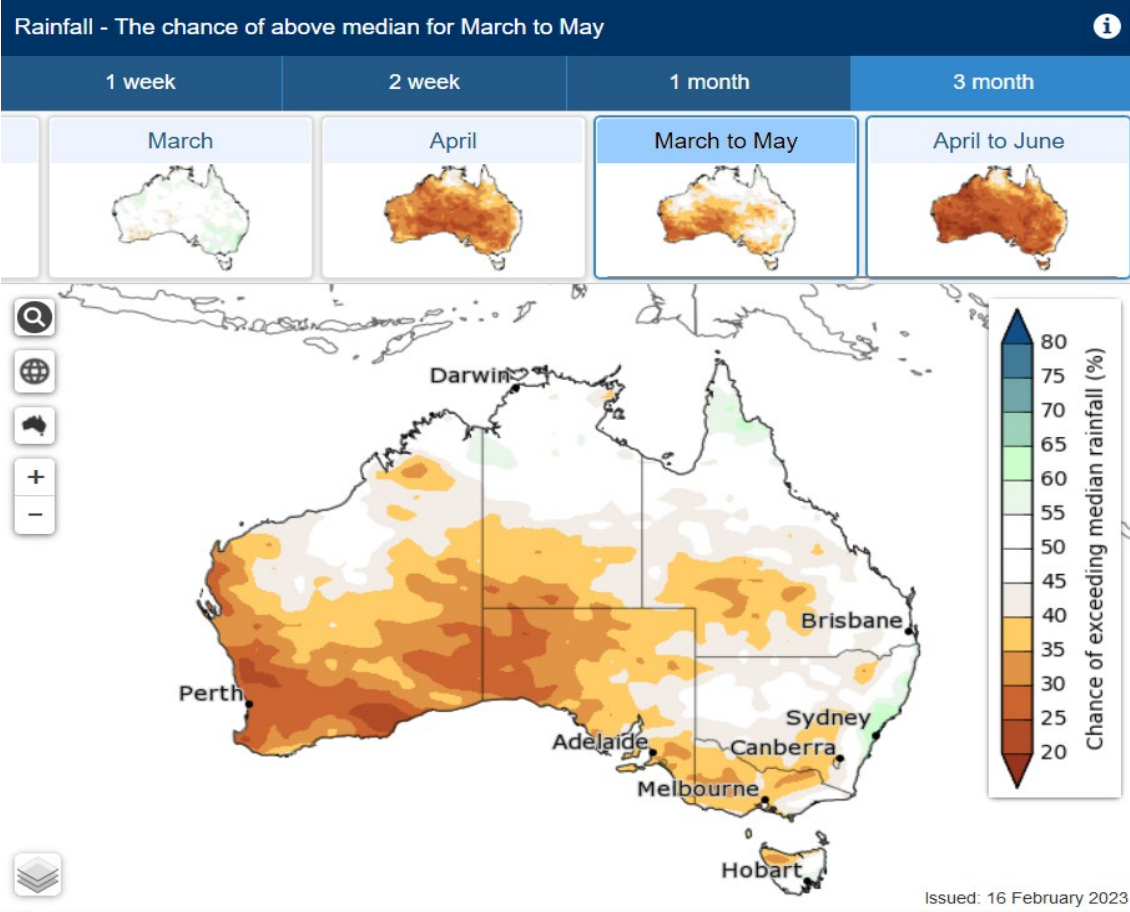 Rainfall - The chance of above median for March to May
i
1 week
2 week
1 month
3 month
March
April
March to May
April to June
+
−
Darwin
Brisbane
Perth
Sydney
Adelaide
Canberra
Melbourne
Hobart
80
75
70
65
60
55
50
45
40
35
30
25
20
Chance of exceeding median rainfall (%)
Issued: 16 February 2023